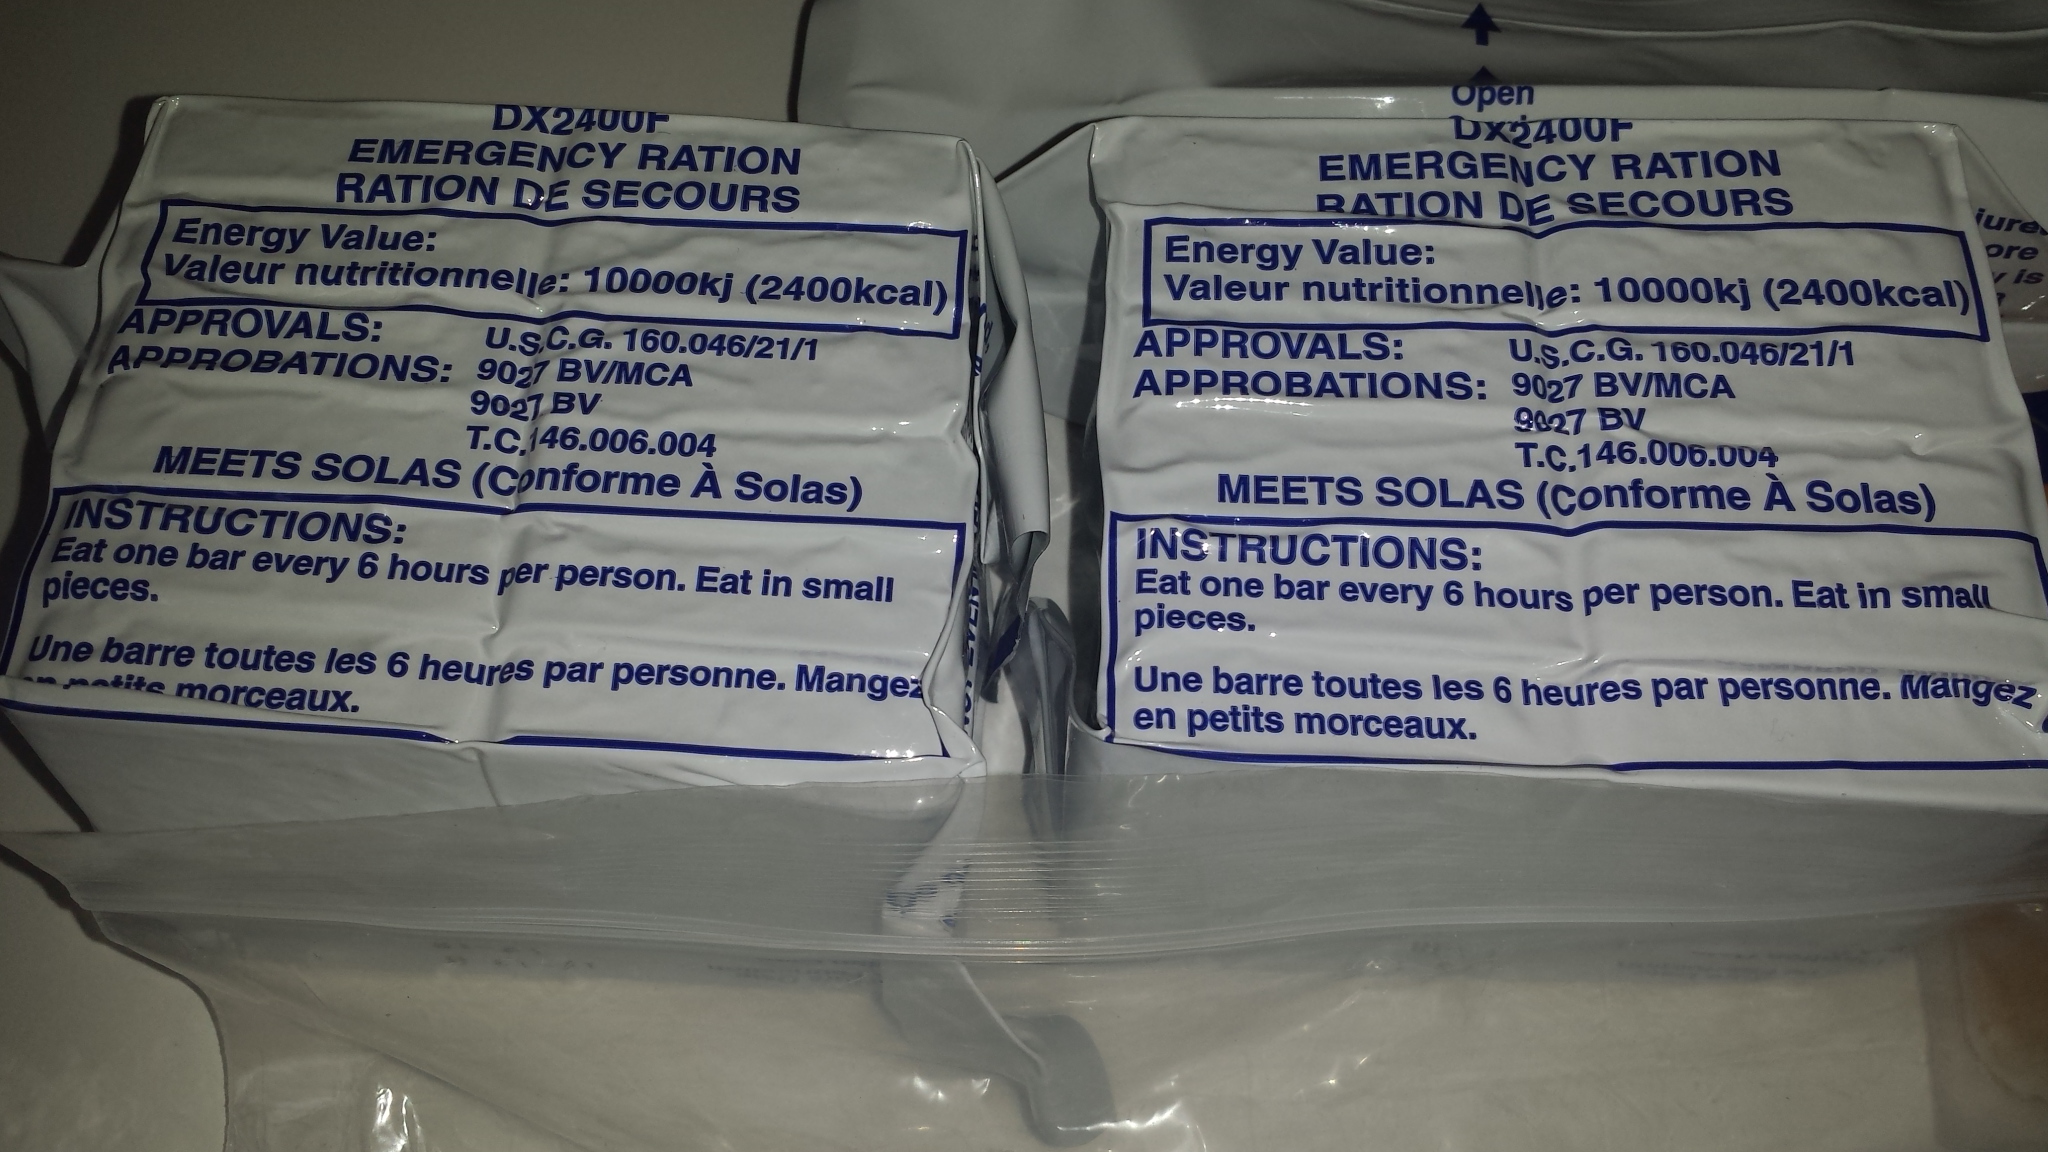 DX2400F
EMERGENCY RATION
RATION DE SECOURS
Energy Value:
Valeur nutritionnelle: 10000kj (2400kcal)
APPROVALS: U.S.C.G. 160.046/21/1
APPROBATIONS: 9027 BV/MCA
9027 BV
T.C.146.006.004
MEETS SOLAS (Conforme À Solas)
INSTRUCTIONS:
Eat one bar every 6 hours per person. Eat in small
pieces.
Une barre toutes les 6 heures par personne. Mangez
en petits morceaux.
Open
DX2400F
EMERGENCY RATION
RATION DE SECOURS
Energy Value:
Valeur nutritionnelle: 10000kj (2400kcal)
APPROVALS: U.S.C.G. 160.046/21/1
APPROBATIONS: 9027 BV/MCA
9027 BV
T.C.146.006.004
MEETS SOLAS (Conforme À Solas)
INSTRUCTIONS:
Eat one bar every 6 hours per person. Eat in small
pieces.
Une barre toutes les 6 heures par personne. Mangez
en petits morceaux.
is